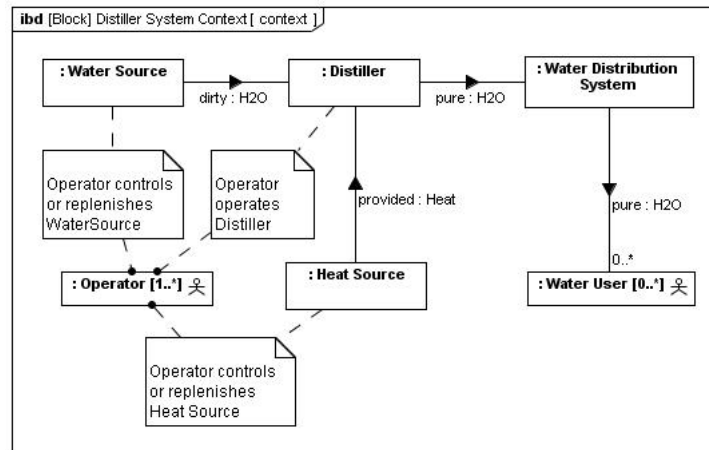 ibd [Block] Distiller System Context [ context ]
: Water Source
dirty : H2O
: Distiller
pure : H2O
: Water Distribution
System
Operator controls
or replenishes
WaterSource
Operator
operates
Distiller
provided : Heat
pure : H2O
0..*
: Operator [1..*]
: Heat Source
: Water User [0..*]
Operator controls
or replenishes
Heat Source